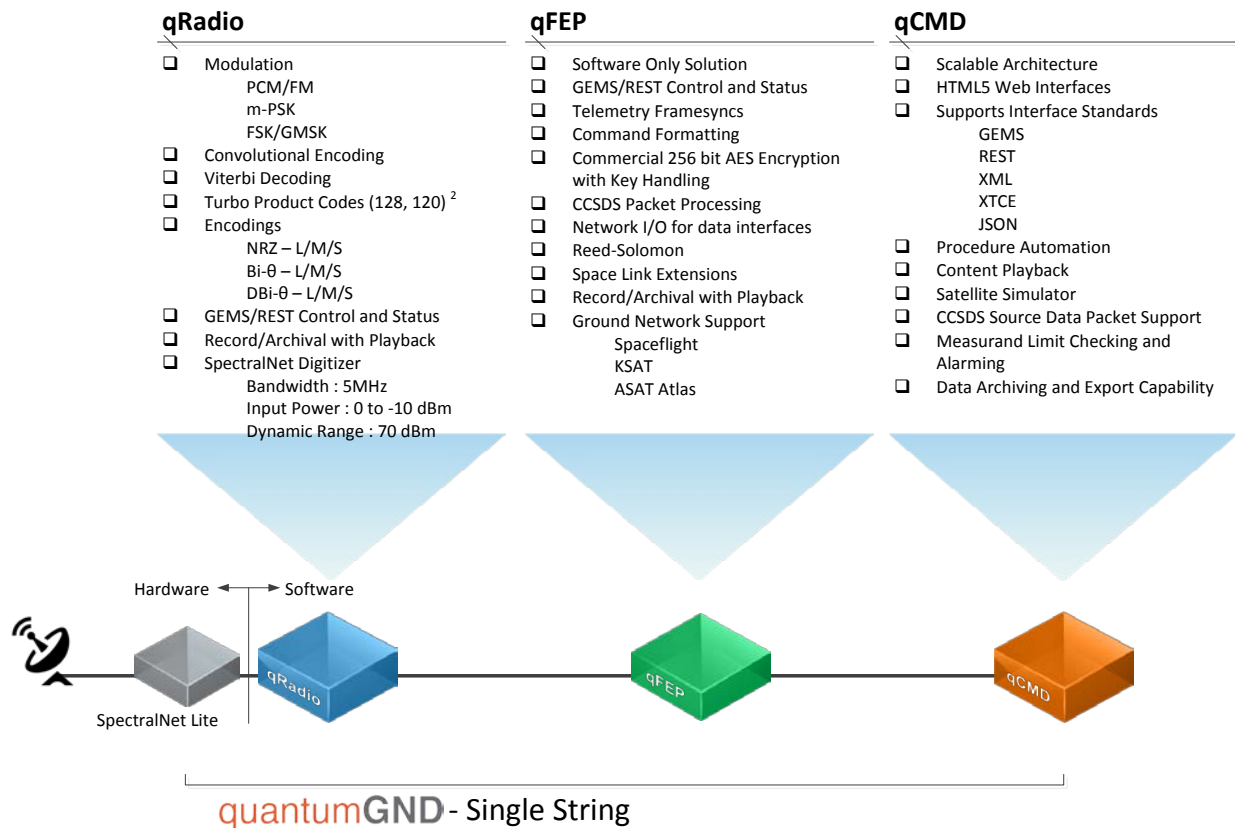 qRadio
❑ Modulation
PCM/FM
m-PSK
FSK/GMSK
❑ Convolutional Encoding
❑ Viterbi Decoding
❑ Turbo Product Codes (128, 120) ²
❑ Encodings
NRZ – L/M/S
Bi-θ – L/M/S
DBi-θ – L/M/S
❑ GEMS/REST Control and Status
❑ Record/Archival with Playback
❑ SpectralNet Digitizer
Bandwidth : 5MHz
Input Power : 0 to -10 dBm
Dynamic Range : 70 dBm
qFEP
❑ Software Only Solution
❑ GEMS/REST Control and Status
❑ Telemetry Framesyncs
❑ Command Formatting
❑ Commercial 256 bit AES Encryption
with Key Handling
❑ CCSDS Packet Processing
❑ Network I/O for data interfaces
❑ Reed-Solomon
❑ Space Link Extensions
❑ Record/Archival with Playback
❑ Ground Network Support
Spaceflight
KSAT
ASAT Atlas
qCMD
❑ Scalable Architecture
❑ HTML5 Web Interfaces
❑ Supports Interface Standards
GEMS
REST
XML
XTCE
JSON
❑ Procedure Automation
❑ Content Playback
❑ Satellite Simulator
❑ CCSDS Source Data Packet Support
❑ Measurand Limit Checking and
Alarming
❑ Data Archiving and Export Capability
Hardware Software
qRadio
qFEP
qCMD
SpectralNet Lite
quantumGND - Single String